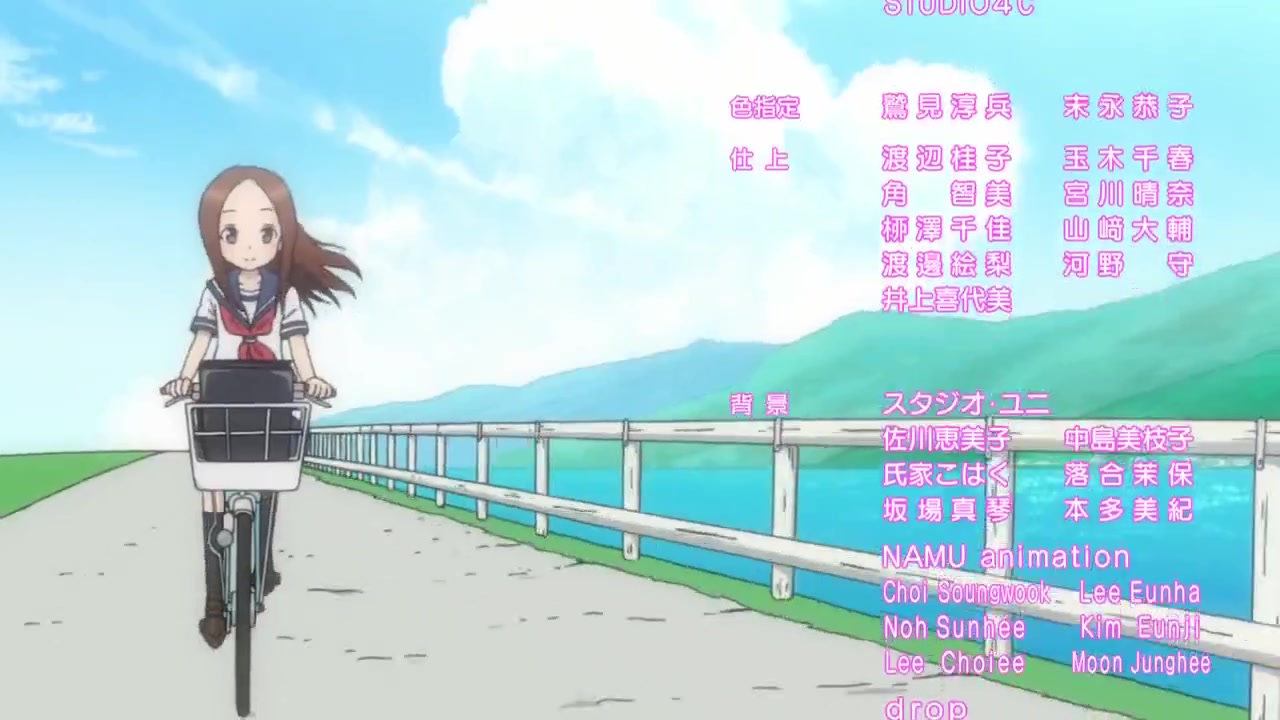 STUDIO4℃
色指定 鷲見淳兵 末永恭子
仕上 渡辺桂子 玉木千春
角 智美 宮川晴奈
栁澤千佳 山﨑大輔
渡邊絵梨 河野 守
井上喜代美
背景 スタジオ・ユニ
佐川恵美子 中島美枝子
氏家こはく 落合茉保
坂場真琴 本多美紀
NAMU animation
Choi Soungwook Lee Eunha
Noh Sunhee Kim Eunji
Lee Choiee Moon Junghee
drop